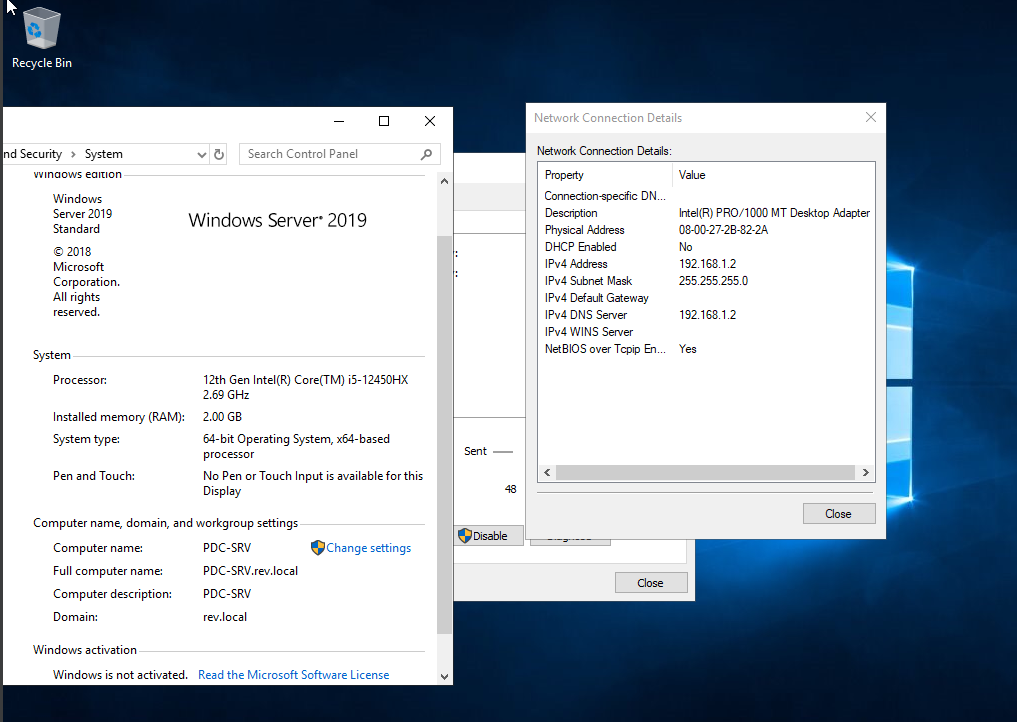 Recycle Bin
nd Security > System
Search Control Panel
Windows edition
Windows
Server 2019
Standard
© 2018
Microsoft
Corporation.
All rights
reserved.
Windows Server® 2019
System
Processor: 12th Gen Intel(R) Core(TM) i5-12450HX
2.69 GHz
Installed memory (RAM): 2.00 GB
System type: 64-bit Operating System, x64-based
processor
Pen and Touch: No Pen or Touch Input is available for this
Display
Computer name, domain, and workgroup settings
Computer name: PDC-SRV Change settings
Full computer name: PDC-SRV.rev.local
Computer description: PDC-SRV
Domain: rev.local
Windows activation
Windows is not activated. Read the Microsoft Software License
Sent
48
Disable
Close
Network Connection Details
Network Connection Details:
Property Value
Connection-specific DN...
Description Intel(R) PRO/1000 MT Desktop Adapter
Physical Address 08-00-27-2B-82-2A
DHCP Enabled No
IPv4 Address 192.168.1.2
IPv4 Subnet Mask 255.255.255.0
IPv4 Default Gateway
IPv4 DNS Server 192.168.1.2
IPv4 WINS Server
NetBIOS over Tcpip En... Yes
Close